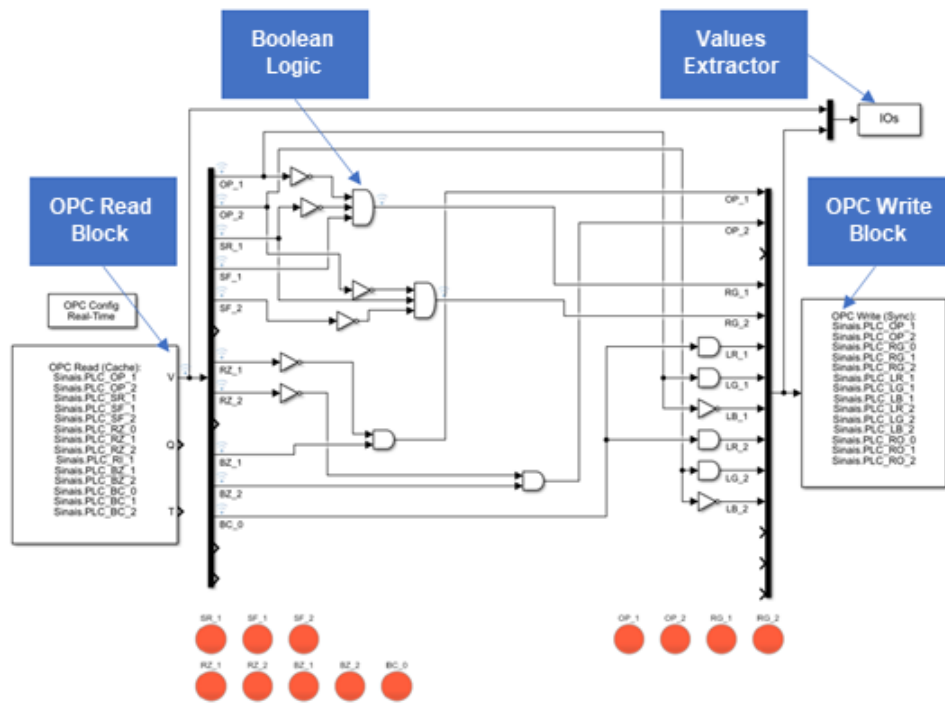 Boolean
Logic
Values
Extractor
IOs
OPC Read
Block
OPC Write
Block
OP_1
OP_2
SR_1
SF_1
SF_2
RZ_1
RZ_2
BZ_1
BZ_2
BC_0
OP_1
OP_2
RG_1
RG_2
LR_1
LG_1
LB_1
LR_2
LG_2
LB_2
OPC Config
Real-Time
OPC Read (Cache):
Sinais.PLC_OP_1
Sinais.PLC_OP_2
Sinais.PLC_SR_1
Sinais.PLC_SF_1
Sinais.PLC_SF_2
Sinais.PLC_RZ_0
Sinais.PLC_RZ_1
Sinais.PLC_RZ_2
Sinais.PLC_RI_1
Sinais.PLC_BZ_1
Sinais.PLC_BZ_2
Sinais.PLC_BC_0
Sinais.PLC_BC_1
Sinais.PLC_BC_2
V
Q
T
OPC Write (Sync):
Sinais.PLC_OP_1
Sinais.PLC_OP_2
Sinais.PLC_RG_0
Sinais.PLC_RG_1
Sinais.PLC_RG_2
Sinais.PLC_LR_1
Sinais.PLC_LG_1
Sinais.PLC_LB_1
Sinais.PLC_LR_2
Sinais.PLC_LG_2
Sinais.PLC_LB_2
Sinais.PLC_RO_0
Sinais.PLC_RO_1
Sinais.PLC_RO_2
SR_1 SF_1 SF_2
OP_1 OP_2 RG_1 RG_2
RZ_1 RZ_2 BZ_1 BZ_2 BC_0